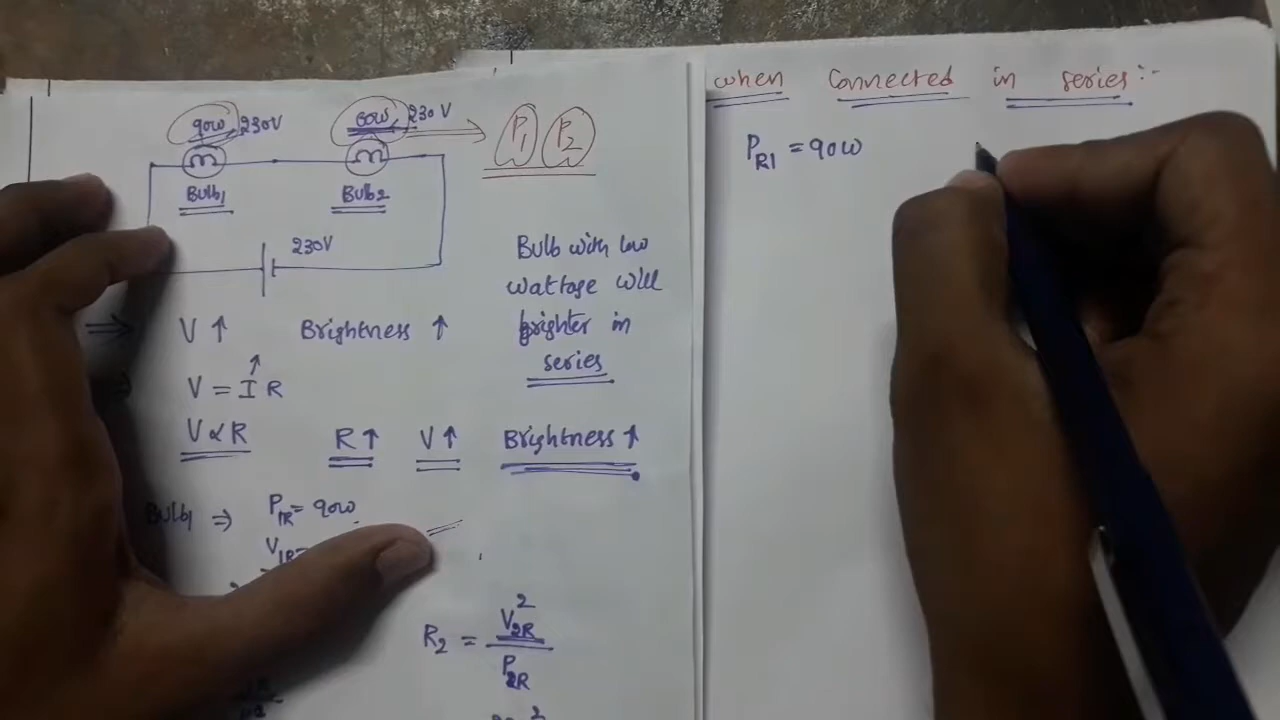 90W 230V
60W 230V
P1 P2
Bulb1
Bulb2
230V
Bulb with low
wattage will
brighter in
series
V ↑ Brightness ↑
V = I R
V ∝ R
R ↑ V ↑ Brightness ↑
Bulb1 ⇒ P1R = 90W
V1R=
R2 = V2R² / P2R
when Connected in series:-
PR1 = 90W